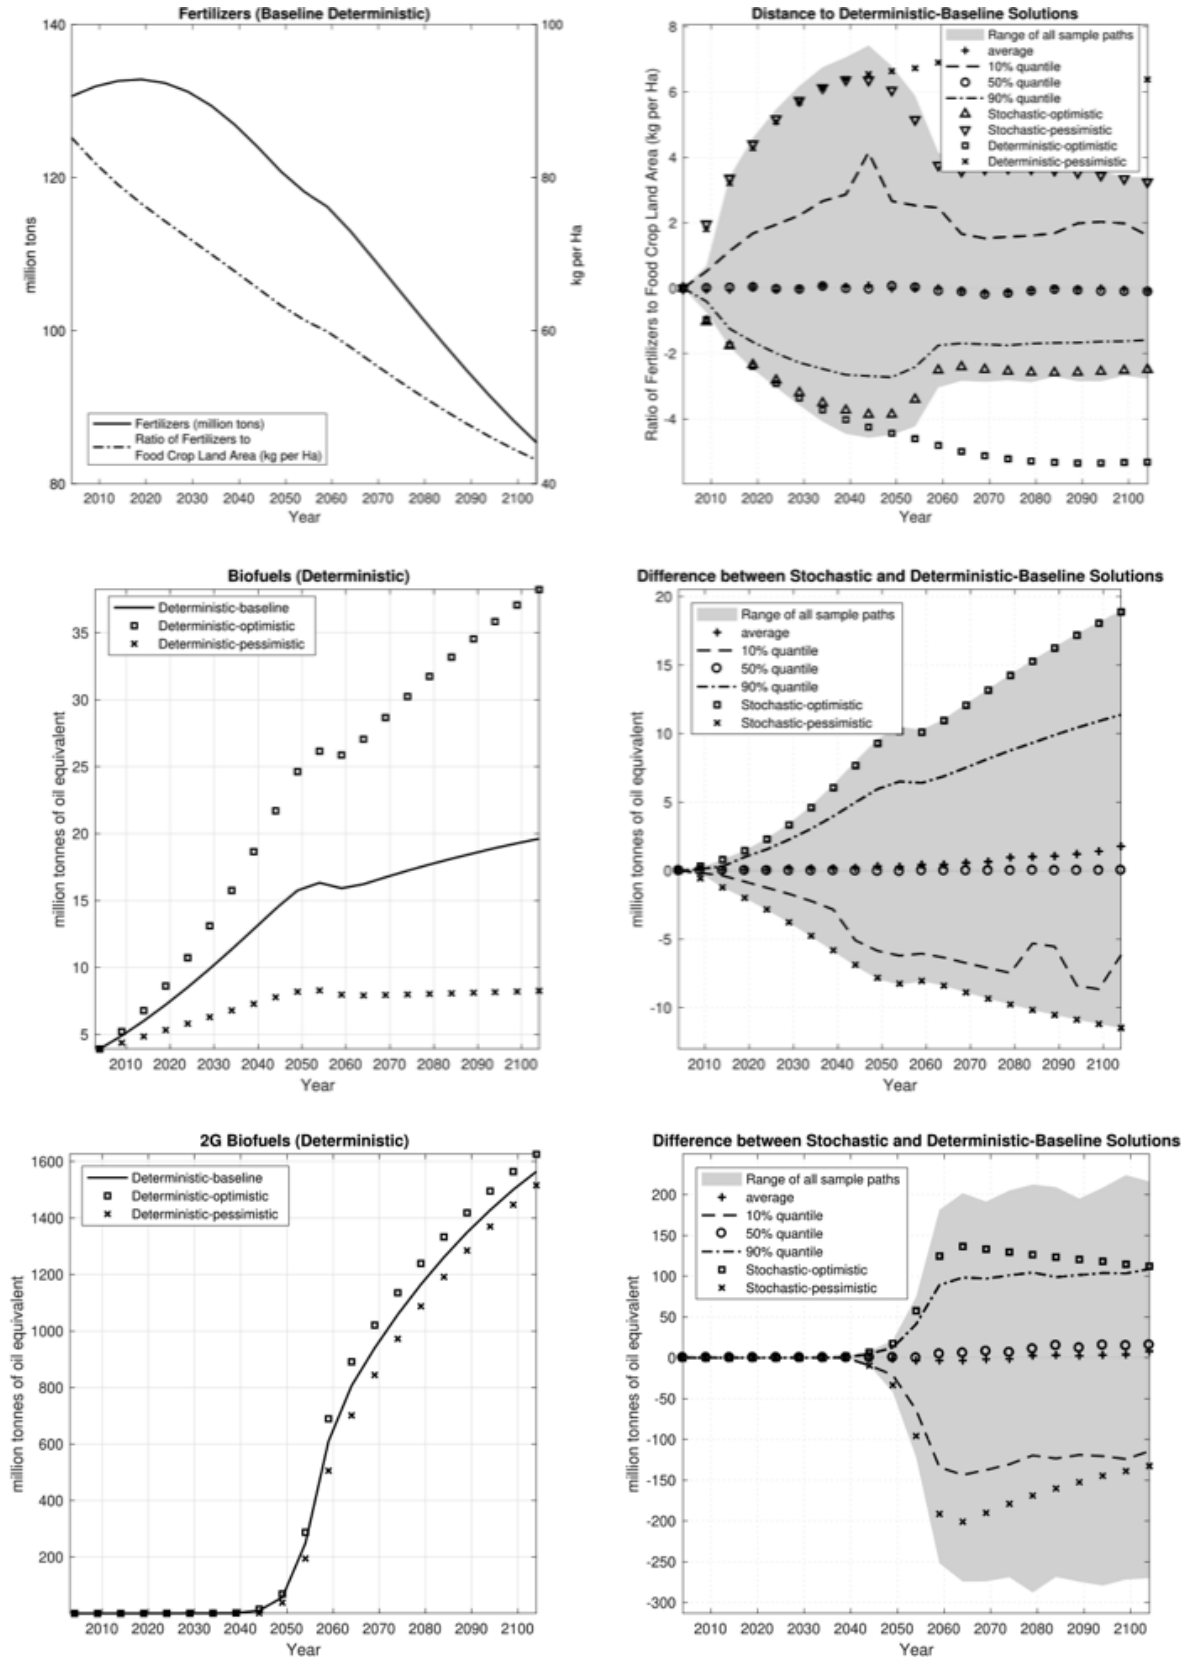 Fertilizers (Baseline Deterministic)
140
120
100
80
100
80
60
40
million tons
kg per Ha
Fertilizers (million tons)
Ratio of Fertilizers to
Food Crop Land Area (kg per Ha)
2010 2020 2030 2040 2050 2060 2070 2080 2090 2100
Year
Distance to Deterministic-Baseline Solutions
8
6
4
2
0
-2
-4
Ratio of Fertilizers to Food Crop Land Area (kg per Ha)
Range of all sample paths
average
10% quantile
50% quantile
90% quantile
Stochastic-optimistic
Stochastic-pessimistic
Deterministic-optimistic
Deterministic-pessimistic
2010 2020 2030 2040 2050 2060 2070 2080 2090 2100
Year
Biofuels (Deterministic)
35
30
25
20
15
10
5
million tonnes of oil equivalent
Deterministic-baseline
Deterministic-optimistic
Deterministic-pessimistic
2010 2020 2030 2040 2050 2060 2070 2080 2090 2100
Year
Difference between Stochastic and Deterministic-Baseline Solutions
20
15
10
5
0
-5
-10
million tonnes of oil equivalent
Range of all sample paths
average
10% quantile
50% quantile
90% quantile
Stochastic-optimistic
Stochastic-pessimistic
2010 2020 2030 2040 2050 2060 2070 2080 2090 2100
Year
2G Biofuels (Deterministic)
1600
1400
1200
1000
800
600
400
200
million tonnes of oil equivalent
Deterministic-baseline
Deterministic-optimistic
Deterministic-pessimistic
2010 2020 2030 2040 2050 2060 2070 2080 2090 2100
Year
Difference between Stochastic and Deterministic-Baseline Solutions
200
150
100
50
0
-50
-100
-150
-200
-250
-300
million tonnes of oil equivalent
Range of all sample paths
average
10% quantile
50% quantile
90% quantile
Stochastic-optimistic
Stochastic-pessimistic
2010 2020 2030 2040 2050 2060 2070 2080 2090 2100
Year